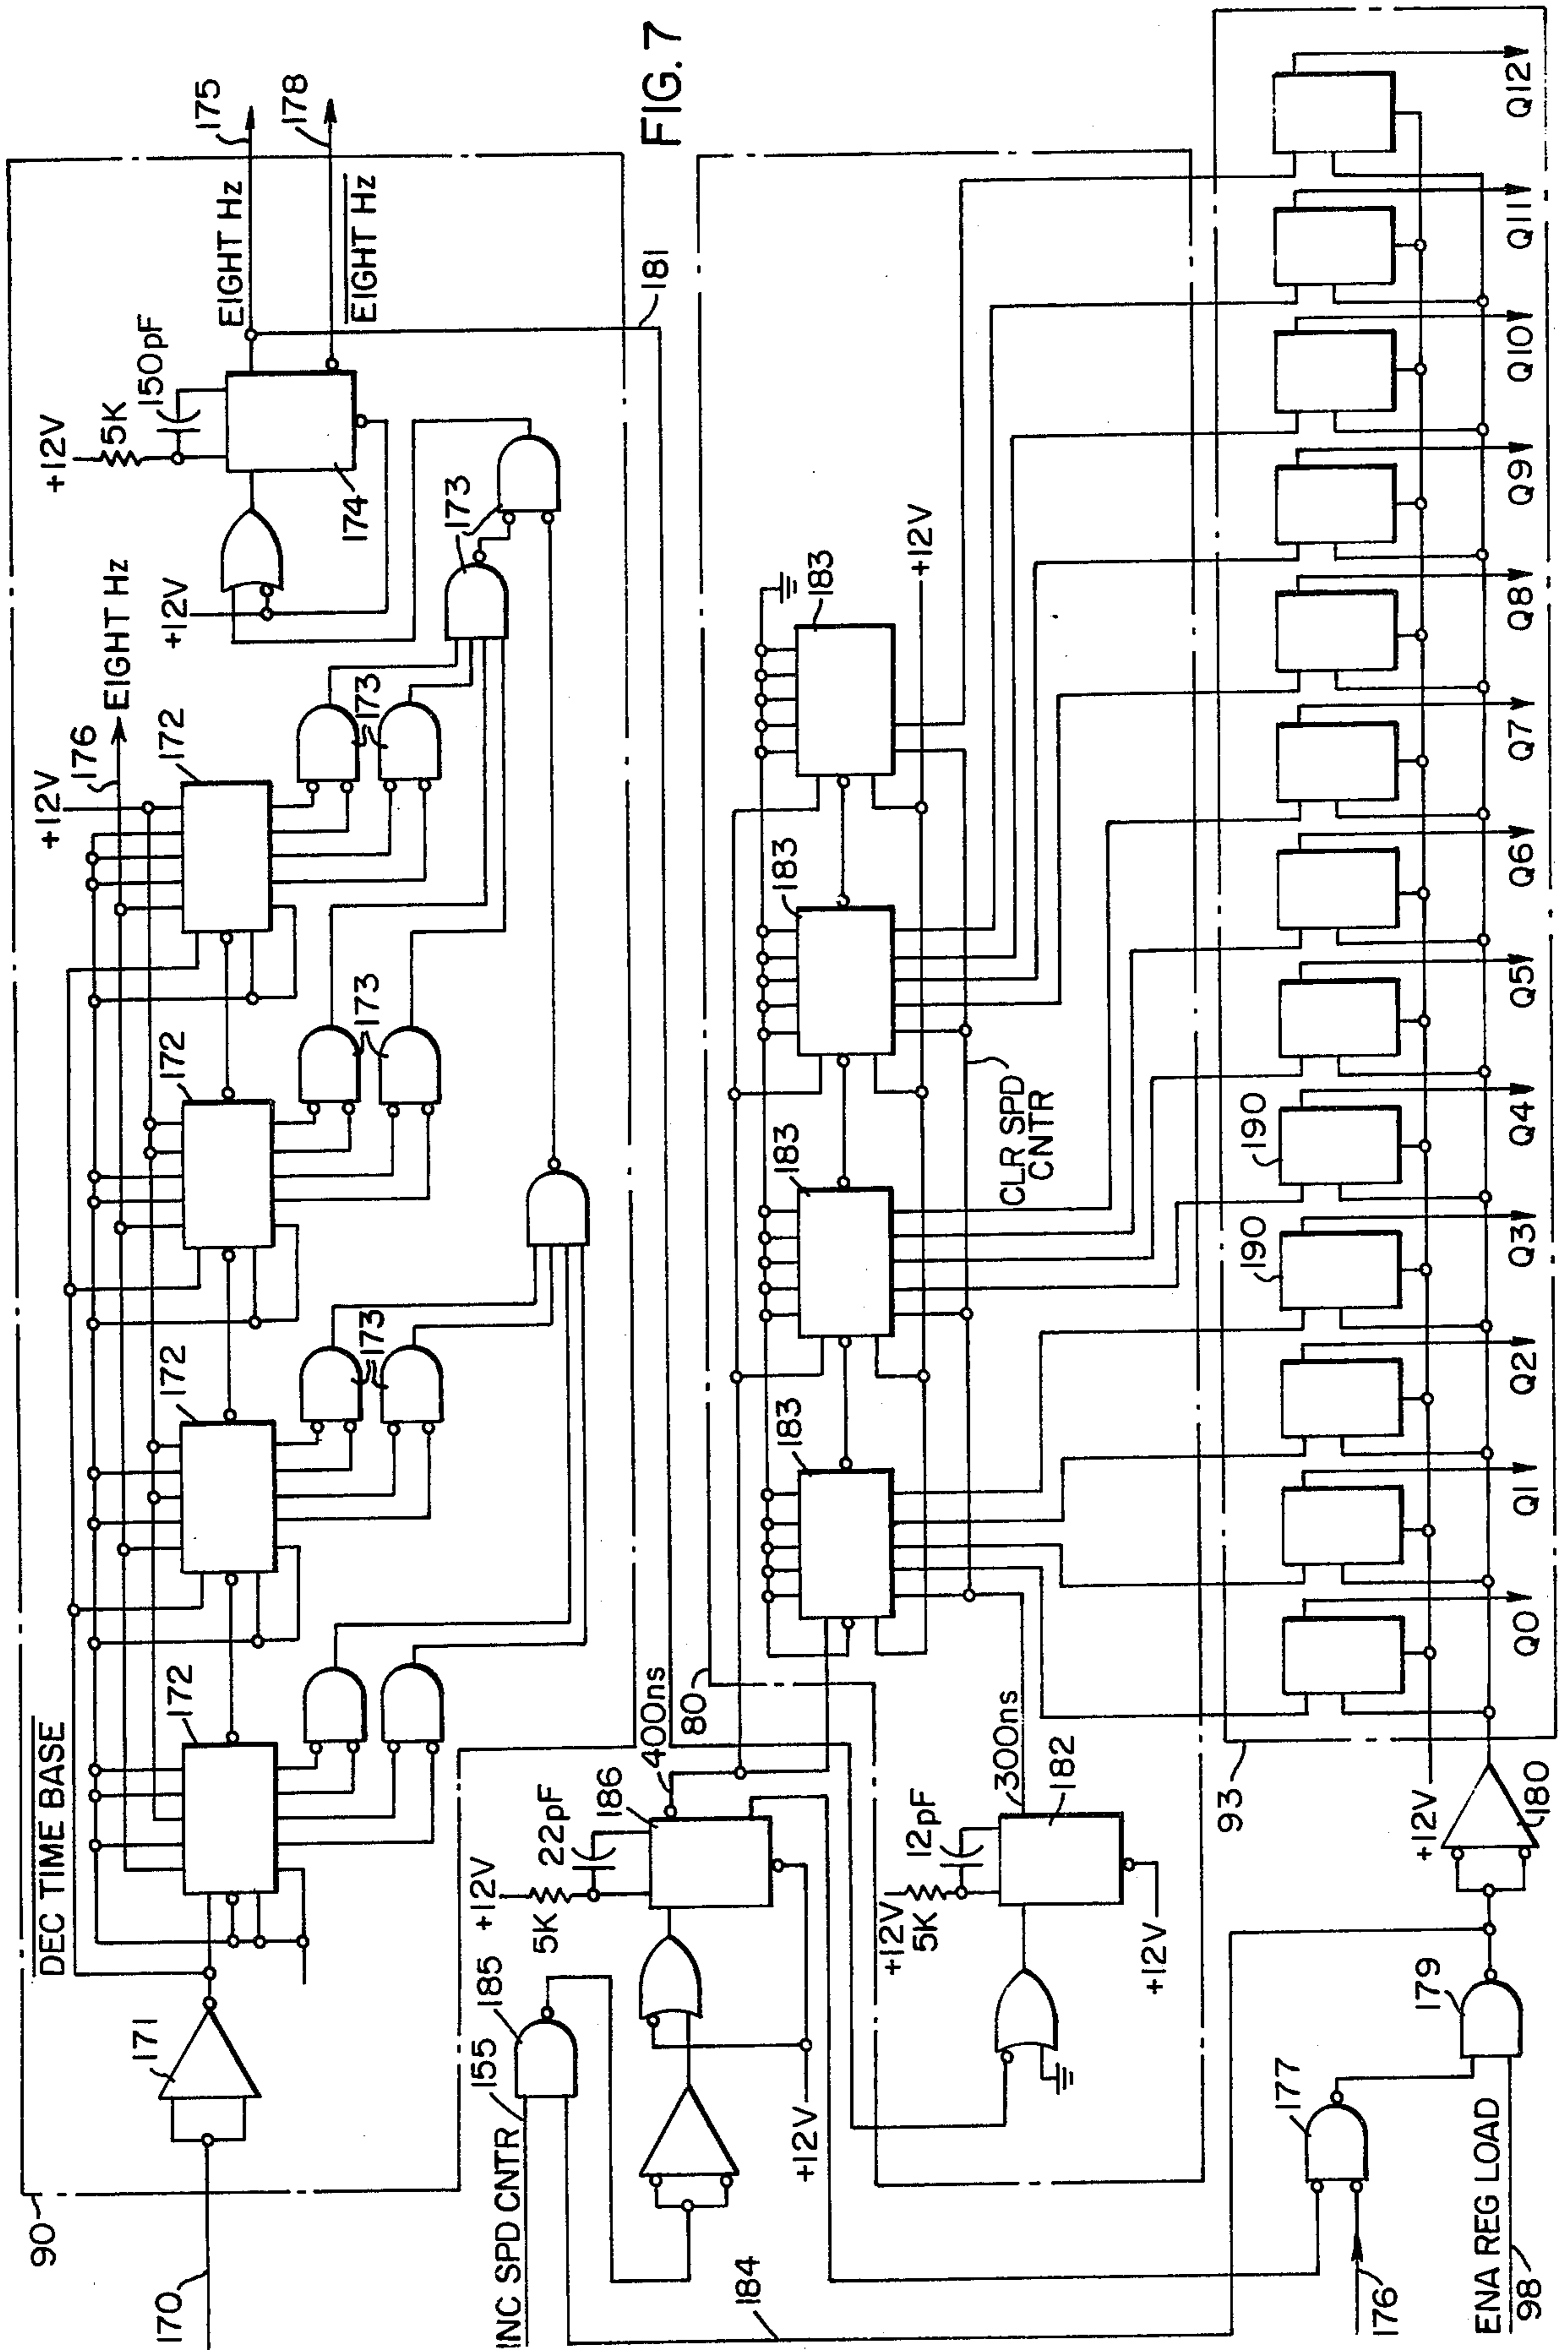 FIG. 7
90
170
171
DEC TIME BASE
172
172
172
172
+12V
176
EIGHT Hz
173
173
173
173
+12V
+12V
5K
150pF
174
EIGHT Hz
175
EIGHT Hz
178
181
INC SPD CNTR
155
185
+12V
5K
22pF
186
400ns
+12V
184
80
183
183
183
183
+12V
CLR SPD
CNTR
+12V
5K
12pF
182
300ns
+12V
176
177
ENA REG LOAD
98
179
180
+12V
93
190
190
Q0
Q1
Q2
Q3
Q4
Q5
Q6
Q7
Q8
Q9
Q10
Q11
Q12